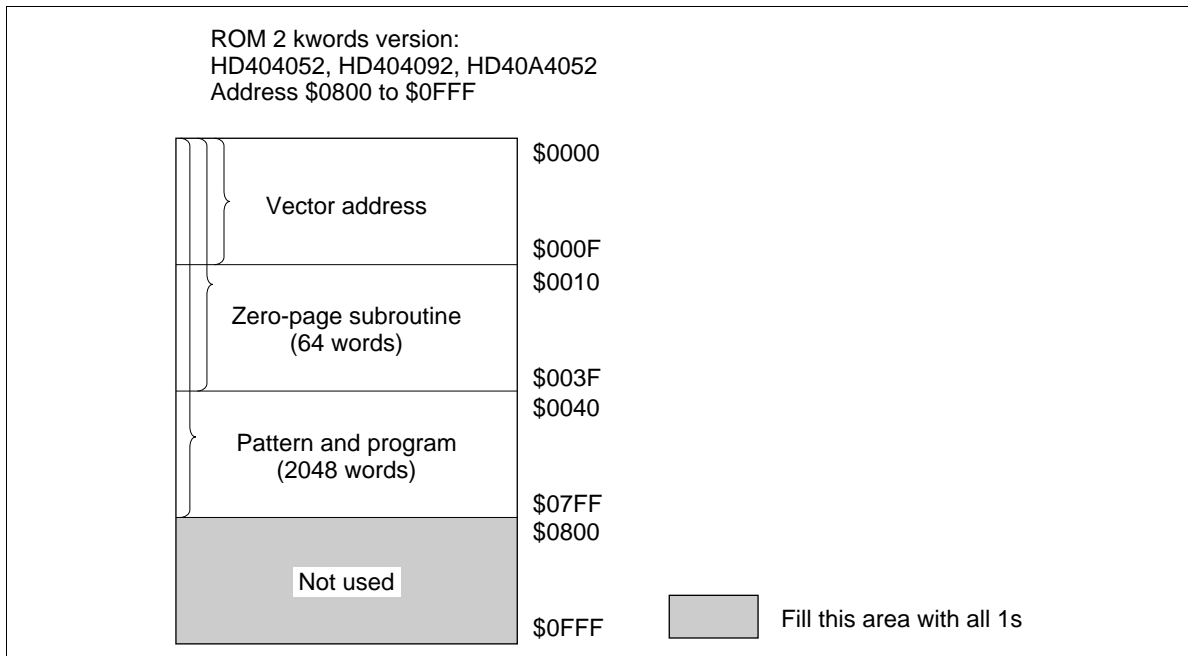 ROM 2 kwords version:
HD404052, HD404092, HD40A4052
Address $0800 to $0FFF
$0000
Vector address
$000F
$0010
Zero-page subroutine
(64 words)
$003F
$0040
Pattern and program
(2048 words)
$07FF
$0800
Not used
$0FFF
Fill this area with all 1s